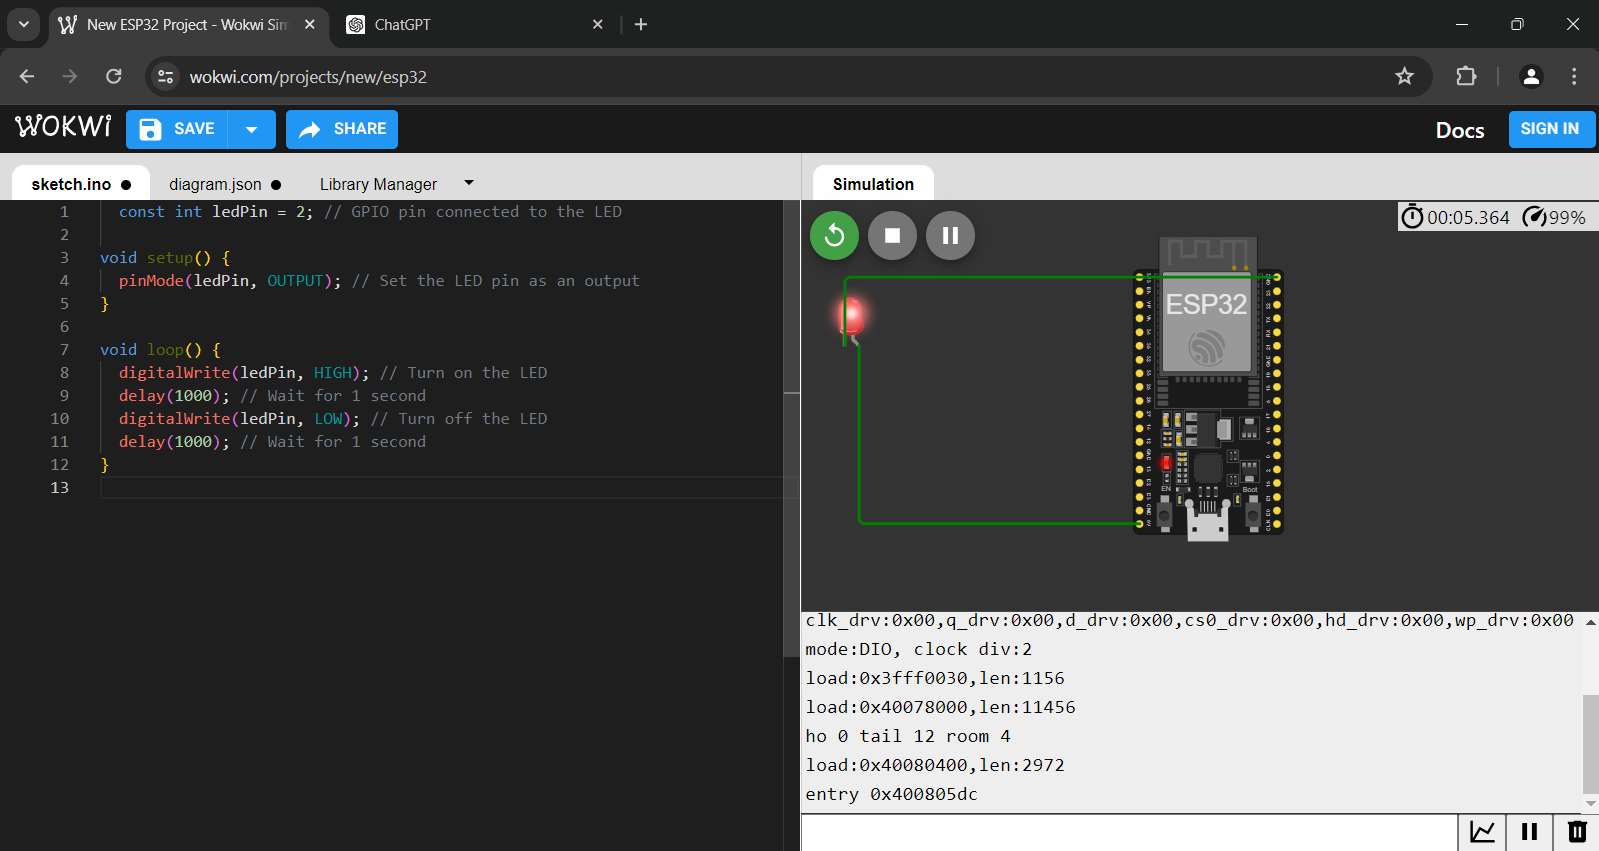 New ESP32 Project - Wokwi Sim
ChatGPT
wokwi.com/projects/new/esp32
WOKWI
SAVE
SHARE
Docs
SIGN IN
sketch.ino ●
diagram.json ●
Library Manager
Simulation
1 const int ledPin = 2; // GPIO pin connected to the LED
2
3 void setup() {
4 pinMode(ledPin, OUTPUT); // Set the LED pin as an output
5 }
6
7 void loop() {
8 digitalWrite(ledPin, HIGH); // Turn on the LED
9 delay(1000); // Wait for 1 second
10 digitalWrite(ledPin, LOW); // Turn off the LED
11 delay(1000); // Wait for 1 second
12 }
13
00:05.364
99%
ESP32
EN
Boot
clk_drv:0x00,q_drv:0x00,d_drv:0x00,cs0_drv:0x00,hd_drv:0x00,wp_drv:0x00
mode:DIO, clock div:2
load:0x3fff0030,len:1156
load:0x40078000,len:11456
ho 0 tail 12 room 4
load:0x40080400,len:2972
entry 0x400805dc